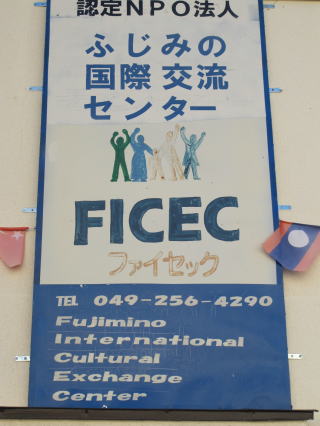 認定NPO法人
ふじみの
国際交流
センター
FICEC
ファイセック
TEL 049-256-4290
Fujimino
International
Cultural
Exchange
Center